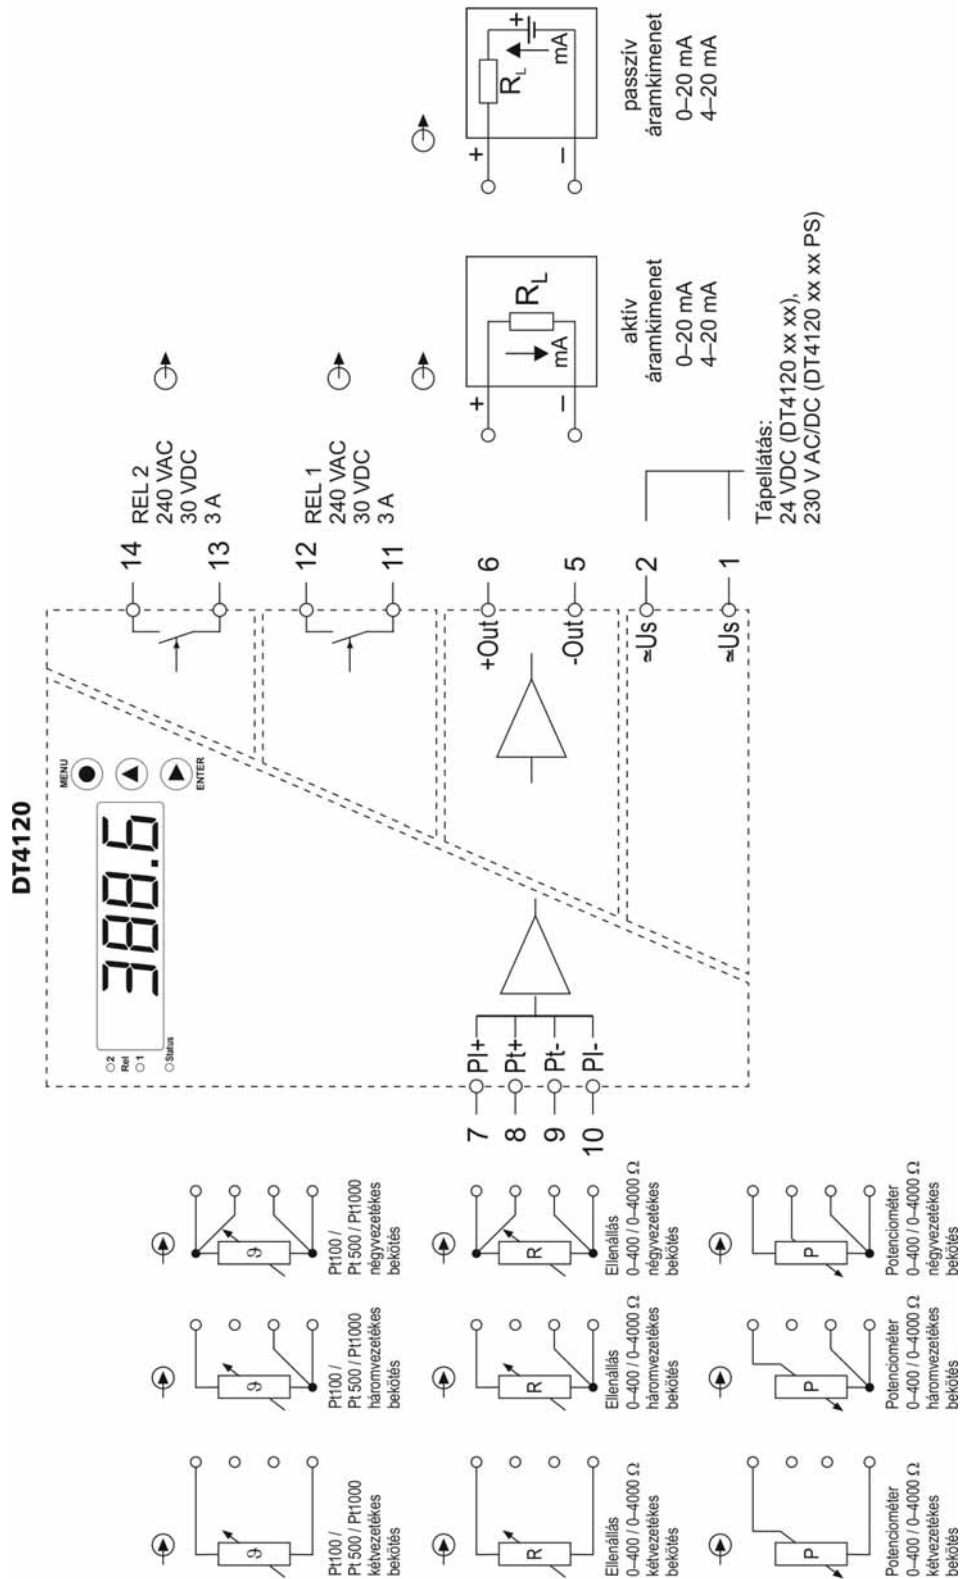 DT4120
2
Rel
1
Status
388.6
MENU
ENTER
14
REL 2
240 VAC
30 VDC
3 A
13
12
REL 1
240 VAC
30 VDC
3 A
11
+Out
6
-Out
5
≃Us
2
≃Us
1
+
−
mA
RL
aktív
áramkimenet
0–20 mA
4–20 mA
+
−
RL
+
mA
passzív
áramkimenet
0–20 mA
4–20 mA
Tápellátás:
24 VDC (DT4120 xx xx),
230 V AC/DC (DT4120 xx xx PS)
7
PI+
8
Pt+
9
Pt-
10
PI-
ϑ
Pt100 /
Pt 500 / Pt1000
kétvezetékes
bekötés
ϑ
Pt100 /
Pt 500 / Pt1000
háromvezetékes
bekötés
ϑ
Pt100 /
Pt 500 / Pt1000
négyvezetékes
bekötés
R
Ellenállás
0–400 / 0–4000 Ω
kétvezetékes
bekötés
R
Ellenállás
0–400 / 0–4000 Ω
háromvezetékes
bekötés
R
Ellenállás
0–400 / 0–4000 Ω
négyvezetékes
bekötés
P
Potenciométer
0–400 / 0–4000 Ω
kétvezetékes
bekötés
P
Potenciométer
0–400 / 0–4000 Ω
háromvezetékes
bekötés
P
Potenciométer
0–400 / 0–4000 Ω
négyvezetékes
bekötés